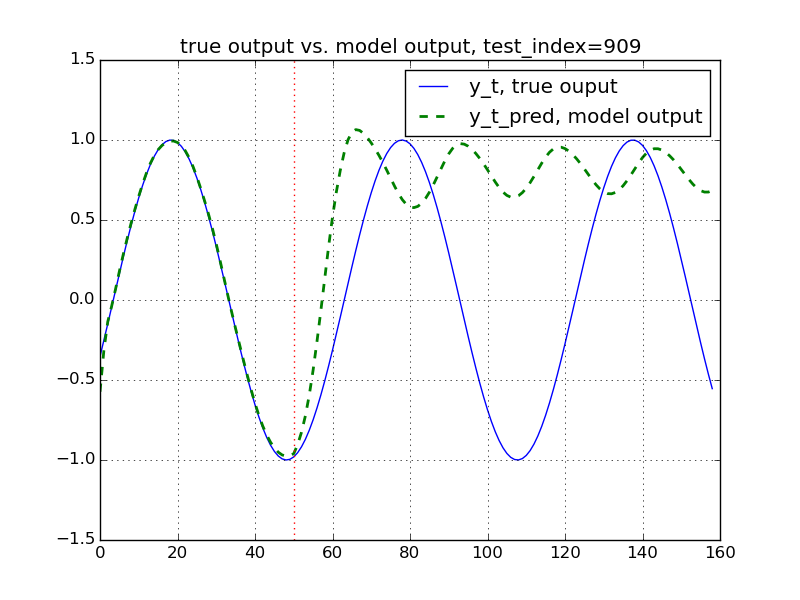 true output vs. model output, test_index=909
y_t, true ouput
y_t_pred, model output
1.5
1.0
0.5
0.0
−0.5
−1.0
−1.5
0 20 40 60 80 100 120 140 160